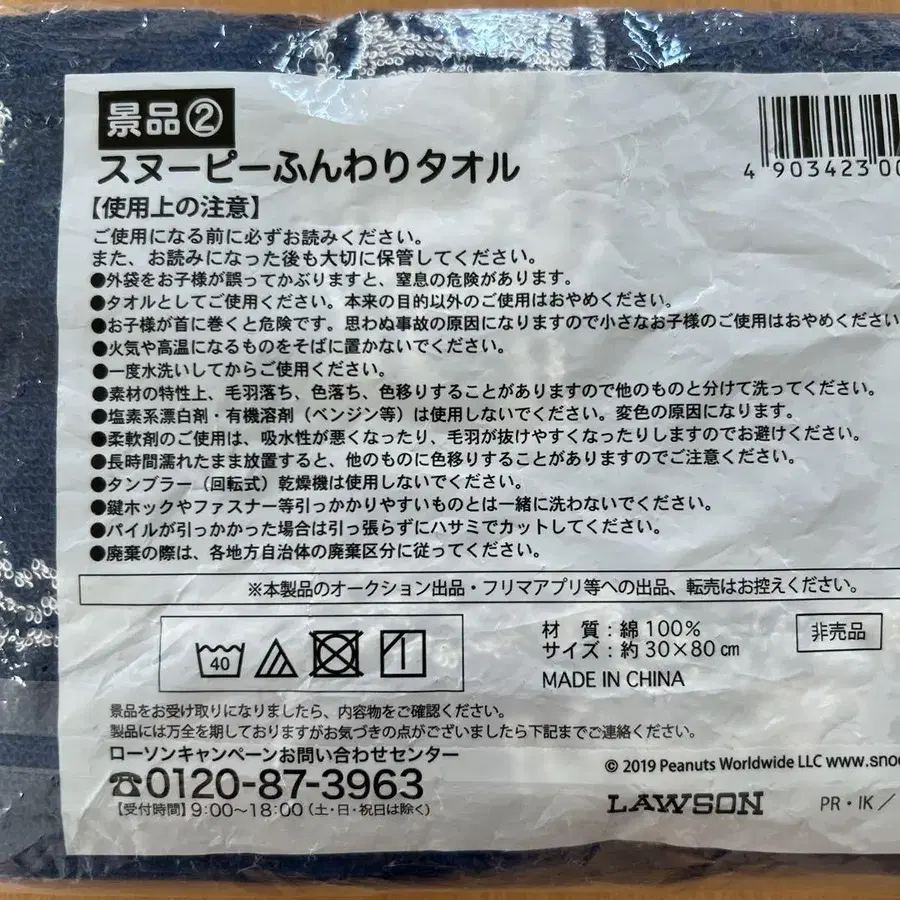 景品②
スヌーピーふんわりタオル
4 903423 00
【使用上の注意】
ご使用になる前に必ずお読みください。
また、お読みになった後も大切に保管してください。
●外袋をお子様が誤ってかぶりますと、窒息の危険があります。
●タオルとしてご使用ください。本来の目的以外のご使用はおやめください。
●お子様が首に巻くと危険です。思わぬ事故の原因になりますので小さなお子様のご使用はおやめください
●火気や高温になるものをそばに置かないでください。
●一度水洗いしてからご使用ください。
●素材の特性上、毛羽落ち、色落ち、色移りすることがありますので他のものと分けて洗ってください。
●塩素系漂白剤・有機溶剤（ベンジン等）は使用しないでください。変色の原因になります。
●柔軟剤のご使用は、吸水性が悪くなったり、毛羽が抜けやすくなったりしますのでお避けください。
●長時間濡れたまま放置すると、他のものに色移りすることがありますのでご注意ください。
●タンブラー（回転式）乾燥機は使用しないでください。
●鍵ホックやファスナー等引っかかりやすいものとは一緒に洗わないでください。
●パイルが引っかかった場合は引っ張らずにハサミでカットしてください。
●廃棄の際は、各地方自治体の廃棄区分に従ってください。
※本製品のオークション出品・フリマアプリ等への出品、転売はお控えください。
40
材 質：綿100%
サイズ：約30×80㎝
MADE IN CHINA
非売品
景品をお受け取りになりましたら、内容物をご確認ください。
製品には万全を期しておりますがお気づきの点がございましたら下記までご連絡ください。
ローソンキャンペーンお問い合わせセンター
☎0120-87-3963
【受付時間】9:00～18:00（土・日・祝日は除く）
© 2019 Peanuts Worldwide LLC www.snoo
LAWSON
PR・IK／